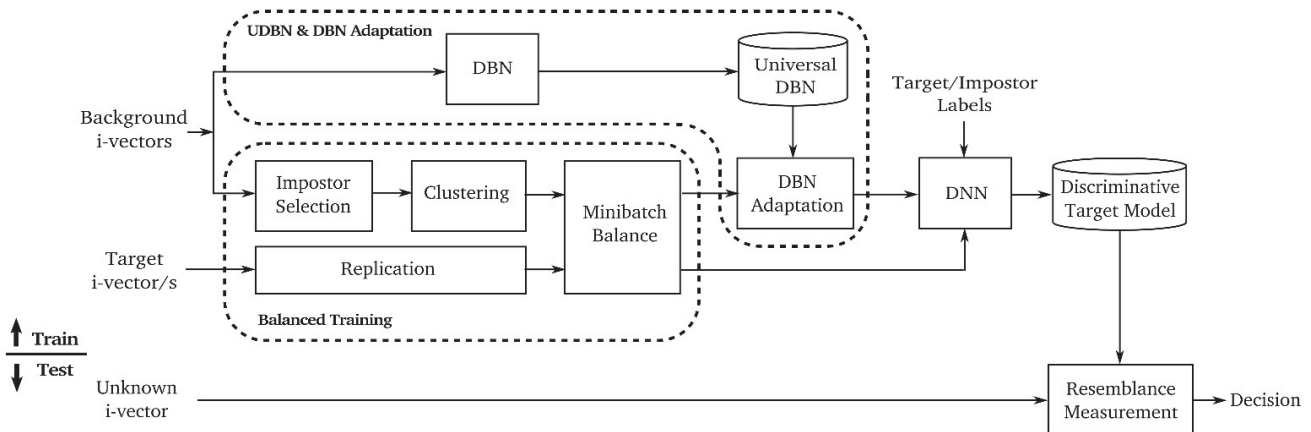 UDBN & DBN Adaptation
DBN
Universal
DBN
Target/Impostor
Labels
Background
i-vectors
Impostor
Selection
Clustering
Minibatch
Balance
DBN
Adaptation
DNN
Discriminative
Target Model
Target
i-vector/s
Replication
Balanced Training
Train
Test
Unknown
i-vector
Resemblance
Measurement
Decision